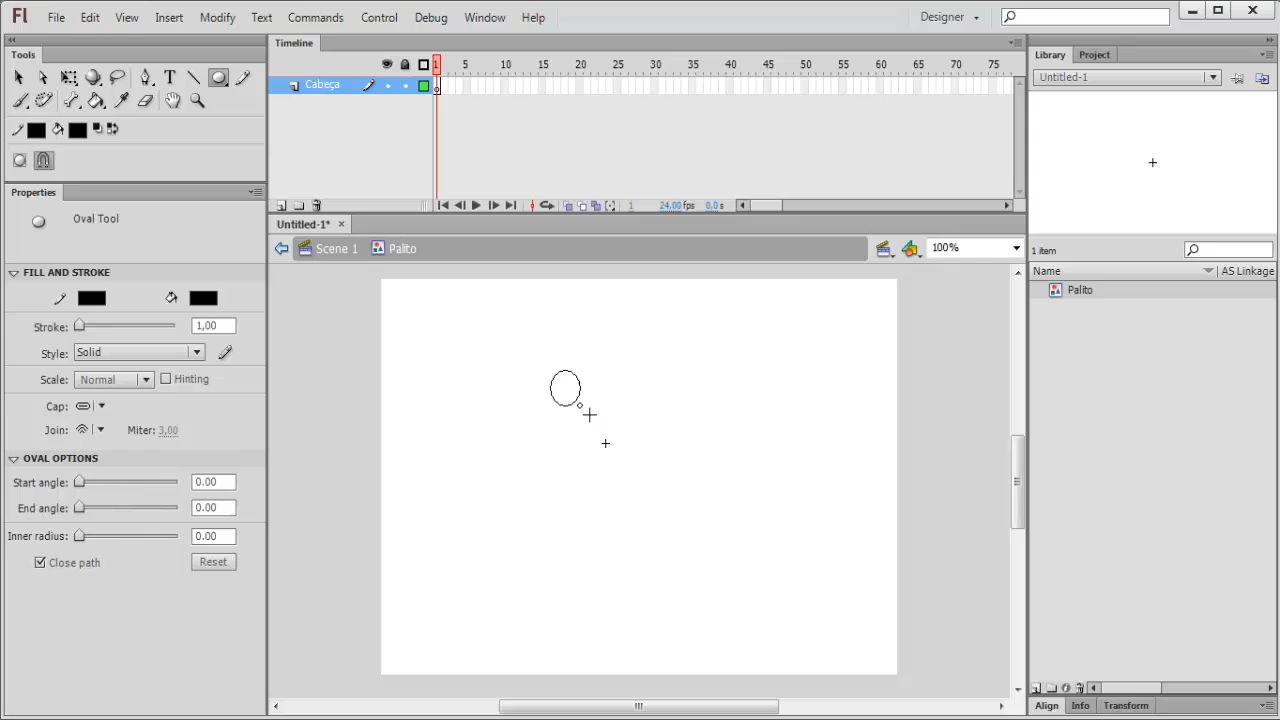 Fl File Edit View Insert Modify Text Commands Control Debug Window Help Designer
Tools
Timeline
Library Project
1 5 10 15 20 25 30 35 40 45 50 55 60 65 70 75
Untitled-1
Cabeça
Properties
1 24.00 fps 0.0 s
Oval Tool
Untitled-1*
Scene 1 Palito 100%
1 item
FILL AND STROKE
Name AS Linkage
Palito
Stroke: 1,00
Style: Solid
Scale: Normal Hinting
Cap:
Join: Miter: 3,00
OVAL OPTIONS
Start angle: 0.00
End angle: 0.00
Inner radius: 0.00
Close path Reset
Align Info Transform